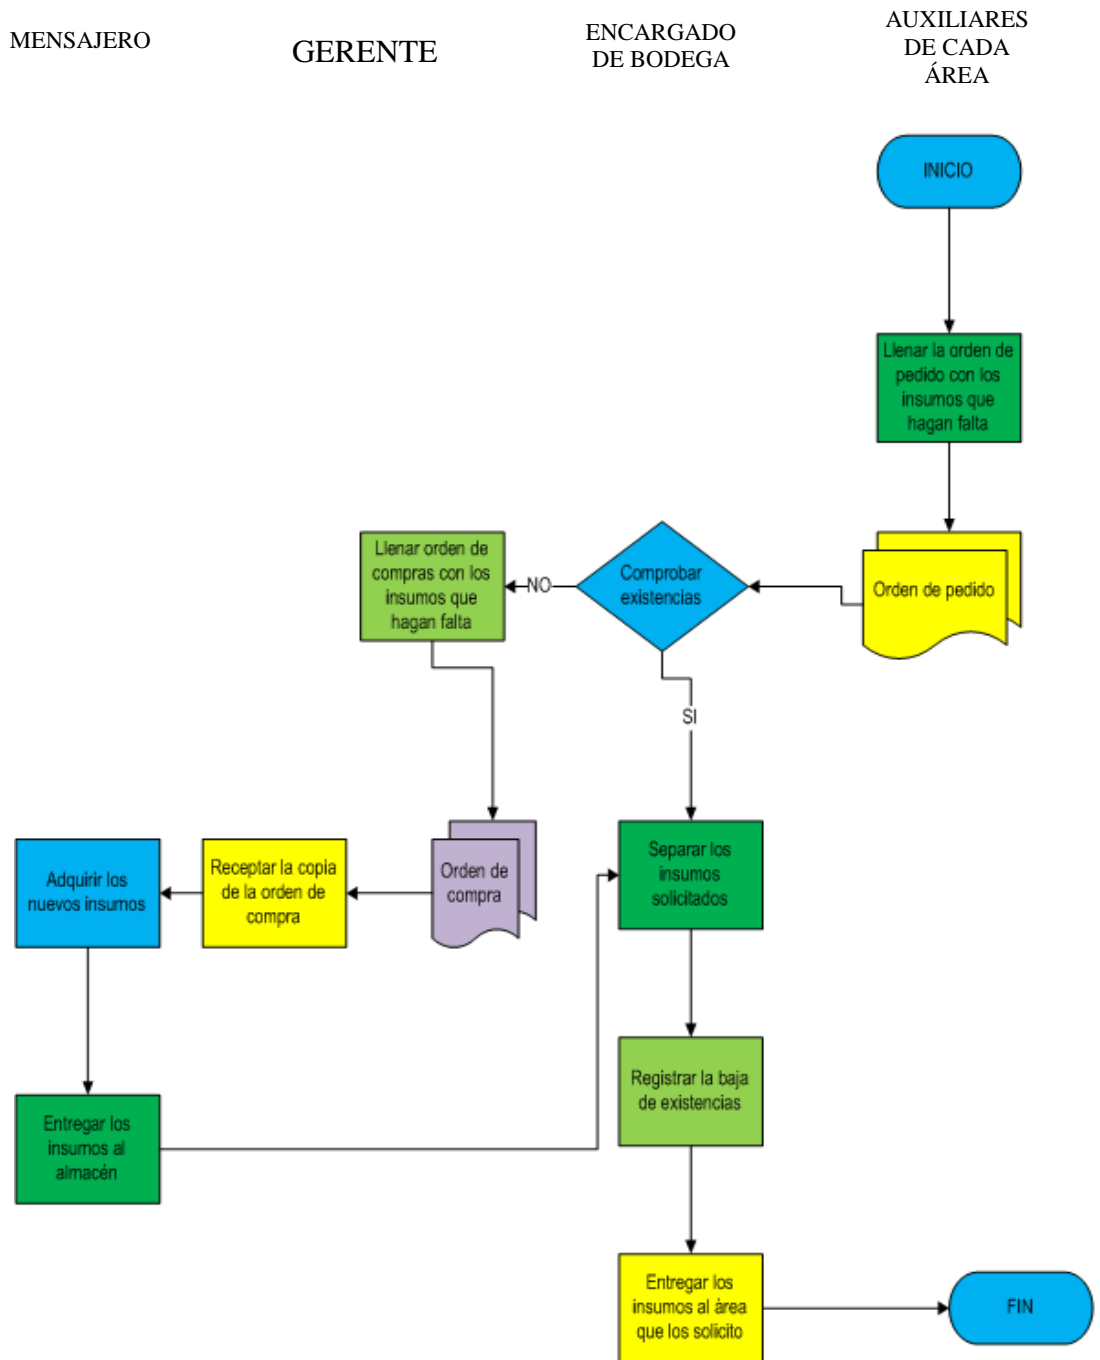 MENSAJERO
GERENTE
ENCARGADO
DE BODEGA
AUXILIARES
DE CADA
ÁREA
INICIO
Llenar la orden de
pedido con los
insumos que
hagan falta
Orden de pedido
Comprobar
existencias
NO
Llenar orden de
compras con los
insumos que
hagan falta
SI
Orden de
compra
Receptar la copia
de la orden de
compra
Adquirir los
nuevos insumos
Entregar los
insumos al
almacén
Separar los
insumos
solicitados
Registrar la baja
de existencias
Entregar los
insumos al àrea
que los solicito
FIN